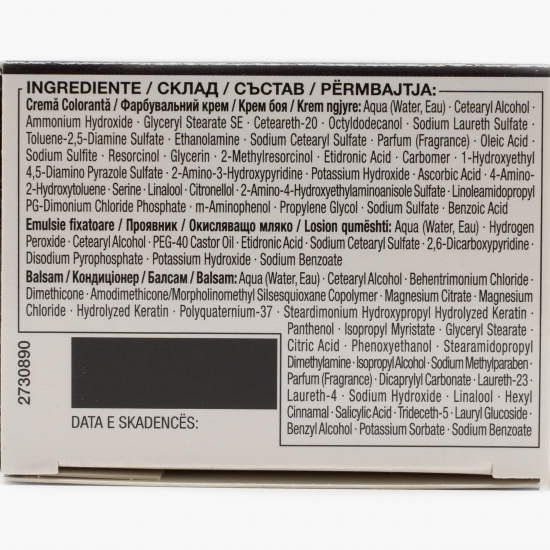 INGREDIENTE / СКЛАД / СЪСТАВ / PËRMBAJTJA:
Cremă Colorantă / Фарбувальний крем / Крем боя / Krem ngjyre: Aqua (Water, Eau) · Cetearyl Alcohol ·
Ammonium Hydroxide · Glyceryl Stearate SE · Ceteareth-20 · Octyldodecanol · Sodium Laureth Sulfate ·
Toluene-2,5-Diamine Sulfate · Ethanolamine · Sodium Cetearyl Sulfate · Parfum (Fragrance) · Oleic Acid ·
Sodium Sulfite · Resorcinol · Glycerin · 2-Methylresorcinol · Etidronic Acid · Carbomer · 1-Hydroxyethyl
4,5-Diamino Pyrazole Sulfate · 2-Amino-3-Hydroxypyridine · Potassium Hydroxide · Ascorbic Acid · 4-Amino-
2-Hydroxytoluene · Serine · Linalool · Citronellol · 2-Amino-4-Hydroxyethylaminoanisole Sulfate · Linoleamidopropyl
PG-Dimonium Chloride Phosphate · m-Aminophenol · Propylene Glycol · Sodium Sulfate · Benzoic Acid
Emulsie fixatoare / Проявник / Окисляващо мляко / Losion qumështi: Aqua (Water, Eau) · Hydrogen
Peroxide · Cetearyl Alcohol · PEG-40 Castor Oil · Etidronic Acid · Sodium Cetearyl Sulfate · 2,6-Dicarboxypyridine ·
Disodium Pyrophosphate · Potassium Hydroxide · Sodium Benzoate
Balsam / Кондиціонер / Балсам / Balsam: Aqua (Water, Eau) · Cetearyl Alcohol · Behentrimonium Chloride ·
Dimethicone · Amodimethicone/Morpholinomethyl Silsesquioxane Copolymer · Magnesium Citrate · Magnesium
Chloride · Hydrolyzed Keratin · Polyquaternium-37 · Steardimonium Hydroxypropyl Hydrolyzed Keratin ·
Panthenol · Isopropyl Myristate · Glyceryl Stearate ·
Citric Acid · Phenoxyethanol · Stearamidopropyl
Dimethylamine · Isopropyl Alcohol · Sodium Methylparaben ·
Parfum (Fragrance) · Dicaprylyl Carbonate · Laureth-23 ·
Laureth-4 · Sodium Hydroxide · Linalool · Hexyl
Cinnamal · Salicylic Acid · Trideceth-5 · Lauryl Glucoside ·
Benzyl Alcohol · Potassium Sorbate · Sodium Benzoate
2730890
DATA E SKADENCËS: